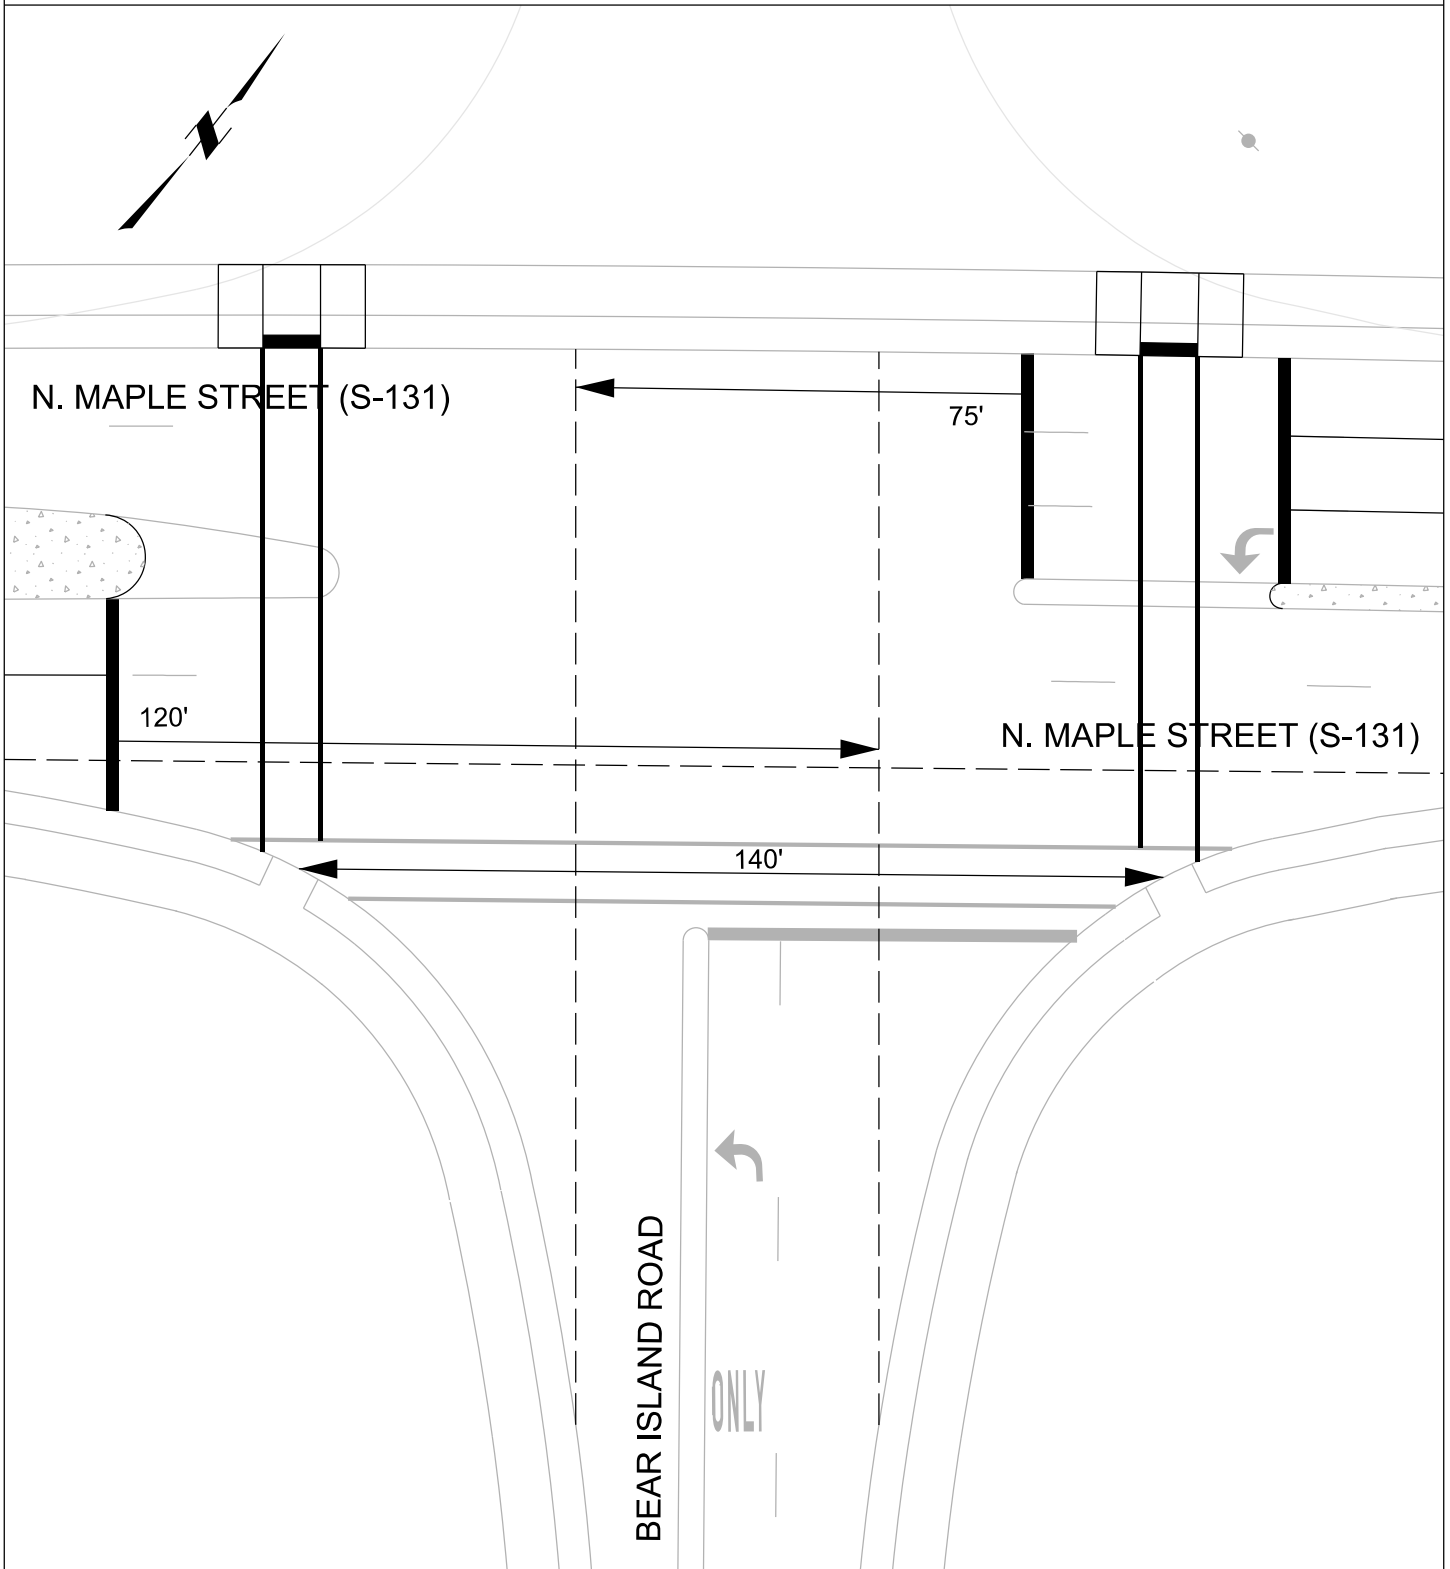 N. MAPLE STREET (S-131)
75'
120'
N. MAPLE STREET (S-131)
140'
BEAR ISLAND ROAD
ONLY